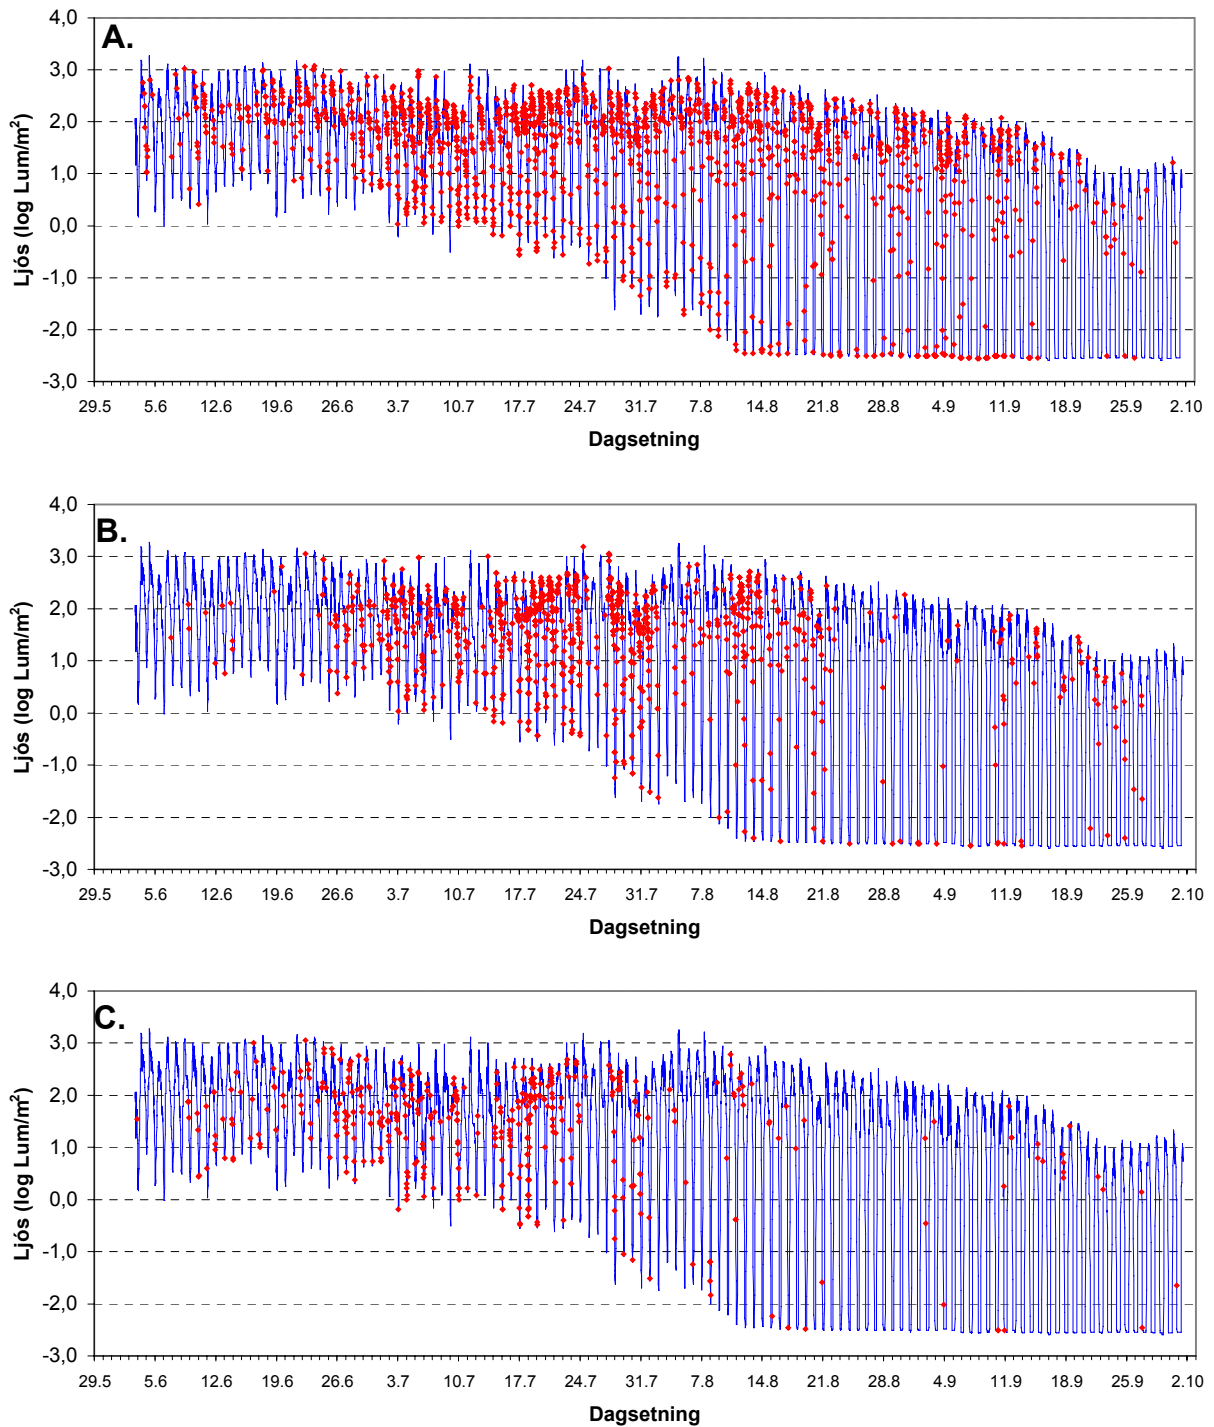 A.
4,0
3,0
2,0
1,0
0,0
-1,0
-2,0
-3,0
Ljós (log Lum/m²)
29.5 5.6 12.6 19.6 26.6 3.7 10.7 17.7 24.7 31.7 7.8 14.8 21.8 28.8 4.9 11.9 18.9 25.9 2.10
Dagsetning
B.
4,0
3,0
2,0
1,0
0,0
-1,0
-2,0
-3,0
Ljós (log Lum/m²)
29.5 5.6 12.6 19.6 26.6 3.7 10.7 17.7 24.7 31.7 7.8 14.8 21.8 28.8 4.9 11.9 18.9 25.9 2.10
Dagsetning
C.
4,0
3,0
2,0
1,0
0,0
-1,0
-2,0
-3,0
Ljós (log Lum/m²)
29.5 5.6 12.6 19.6 26.6 3.7 10.7 17.7 24.7 31.7 7.8 14.8 21.8 28.8 4.9 11.9 18.9 25.9 2.10
Dagsetning